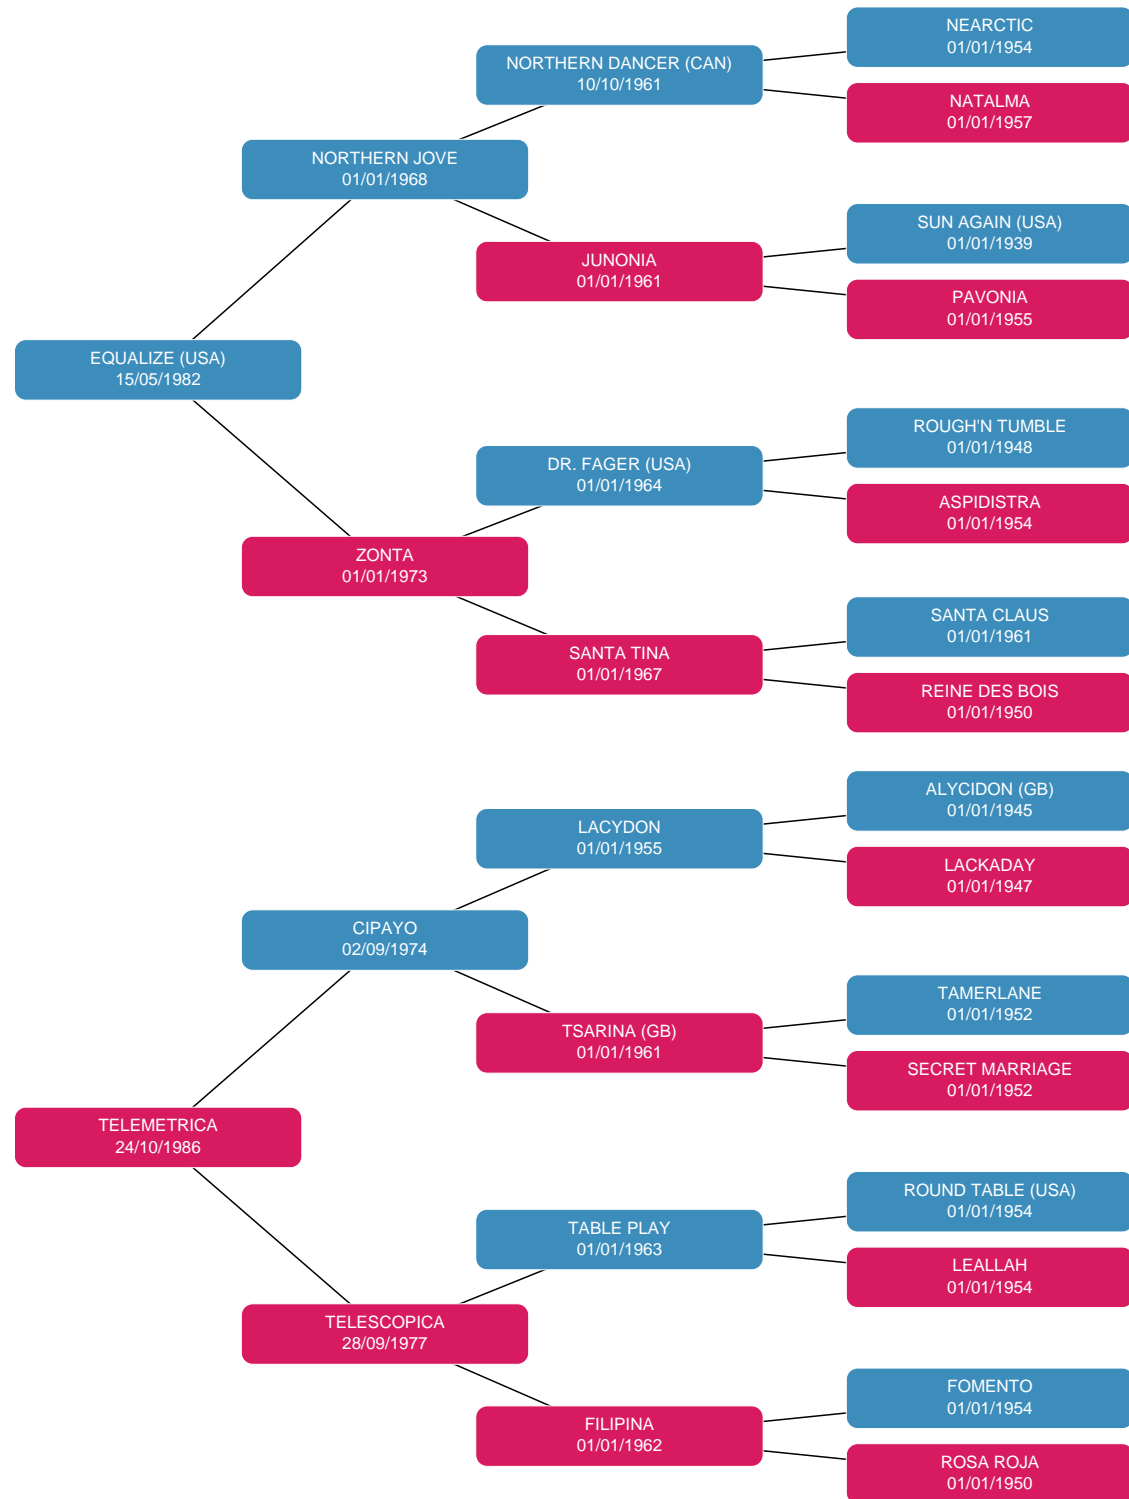 NEARCTIC
01/01/1954
NORTHERN DANCER (CAN)
10/10/1961
NATALMA
01/01/1957
NORTHERN JOVE
01/01/1968
SUN AGAIN (USA)
01/01/1939
JUNONIA
01/01/1961
PAVONIA
01/01/1955
EQUALIZE (USA)
15/05/1982
ROUGH'N TUMBLE
01/01/1948
DR. FAGER (USA)
01/01/1964
ASPIDISTRA
01/01/1954
ZONTA
01/01/1973
SANTA CLAUS
01/01/1961
SANTA TINA
01/01/1967
REINE DES BOIS
01/01/1950
ALYCIDON (GB)
01/01/1945
LACYDON
01/01/1955
LACKADAY
01/01/1947
CIPAYO
02/09/1974
TAMERLANE
01/01/1952
TSARINA (GB)
01/01/1961
SECRET MARRIAGE
01/01/1952
TELEMETRICA
24/10/1986
ROUND TABLE (USA)
01/01/1954
TABLE PLAY
01/01/1963
LEALLAH
01/01/1954
TELESCOPICA
28/09/1977
FOMENTO
01/01/1954
FILIPINA
01/01/1962
ROSA ROJA
01/01/1950